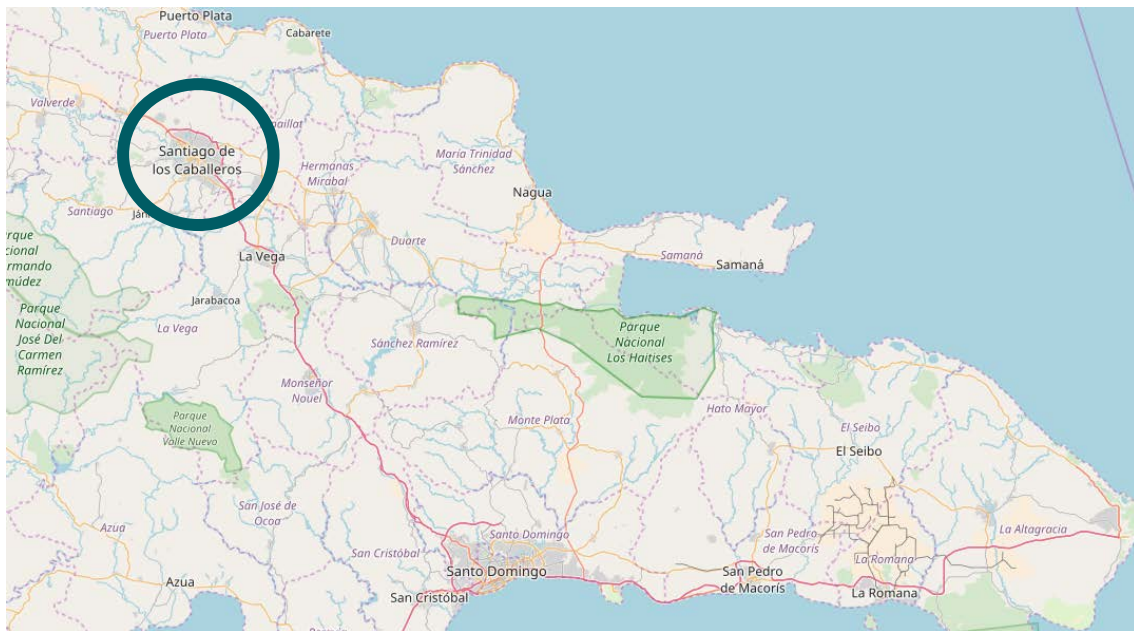 Puerto Plata
Puerto Plata
Cabarete
Valverde
Santiago de
los Caballeros
Hermanas
Mirabal
María Trinidad
Sánchez
Nagua
Santiago
Duarte
La Vega
Samaná
Samaná
Jarabacoa
La Vega
Parque
Nacional
José Del
Carmen
Ramírez
Sánchez Ramírez
Parque
Nacional
Los Haitises
Monseñor
Nouel
Parque
Nacional
Valle Nuevo
Monte Plata
Hato Mayor
El Seibo
El Seibo
San José de
Ocoa
Azua
San Cristóbal
Santo Domingo
San Pedro
de Macorís
La Altagracia
La Romana
Azua
Santo Domingo
San Cristóbal
San Pedro
de Macorís
La Romana